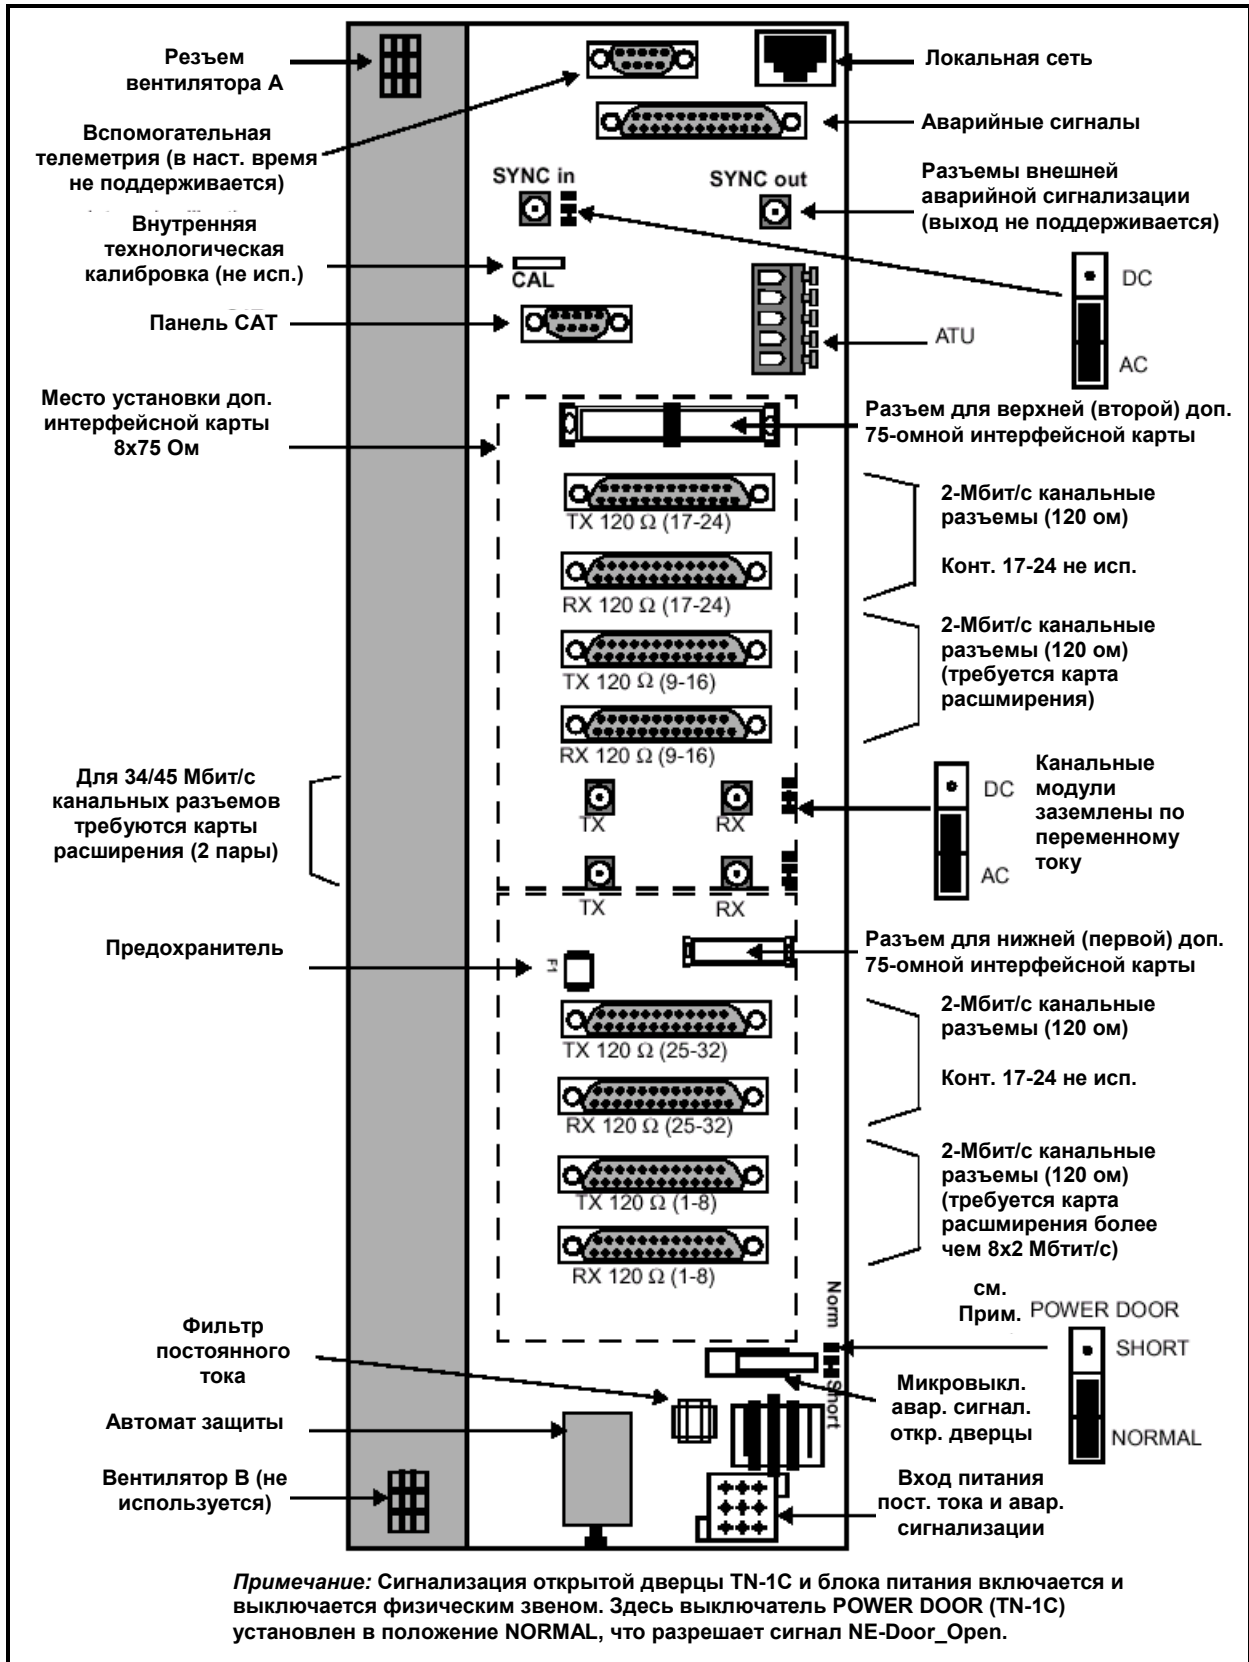 Резъем
вентилятора А
Локальная сеть
Вспомогательная
телеметрия (в наст. время
не поддерживается)
Аварийные сигналы
SYNC in
SYNC out
Разъемы внешней
аварийной сигнализации
(выход не поддерживается)
Внутренняя
технологическая
калибровка (не исп.)
CAL
DC
AC
Панель САТ
ATU
Место установки доп.
интерфейсной карты
8х75 Ом
Разъем для верхней (второй) доп.
75-омной интерфейсной карты
TX 120 Ω (17-24)
RX 120 Ω (17-24)
2-Мбит/с канальные
разъемы (120 ом)
Конт. 17-24 не исп.
TX 120 Ω (9-16)
RX 120 Ω (9-16)
2-Мбит/с канальные
разъемы (120 ом)
(требуется карта
расшмирения)
Для 34/45 Мбит/с
канальных разъемов
требуются карты
расширения (2 пары)
TX
RX
TX
RX
Канальные
модули
заземлены по
переменному
току
DC
AC
Предохранитель
F1
Разъем для нижней (первой) доп.
75-омной интерфейсной карты
TX 120 Ω (25-32)
RX 120 Ω (25-32)
2-Мбит/с канальные
разъемы (120 ом)
Конт. 17-24 не исп.
TX 120 Ω (1-8)
RX 120 Ω (1-8)
2-Мбит/с канальные
разъемы (120 ом)
(требуется карта
расшмирения более
чем 8х2 Мбтит/с)
Norm
Short
см.
Прим.
POWER DOOR
SHORT
NORMAL
Фильтр
постоянного
тока
Микровыкл.
авар. сигнал.
откр. дверцы
Автомат защиты
Вентилятор В (не
используется)
Вход питания
пост. тока и авар.
сигнализации
Примечание: Сигнализация открытой дверцы TN-1C и блока питания включается и
выключается физическим звеном. Здесь выключатель POWER DOOR (TN-1C)
установлен в положение NORMAL, что разрешает сигнал NE-Door_Open.